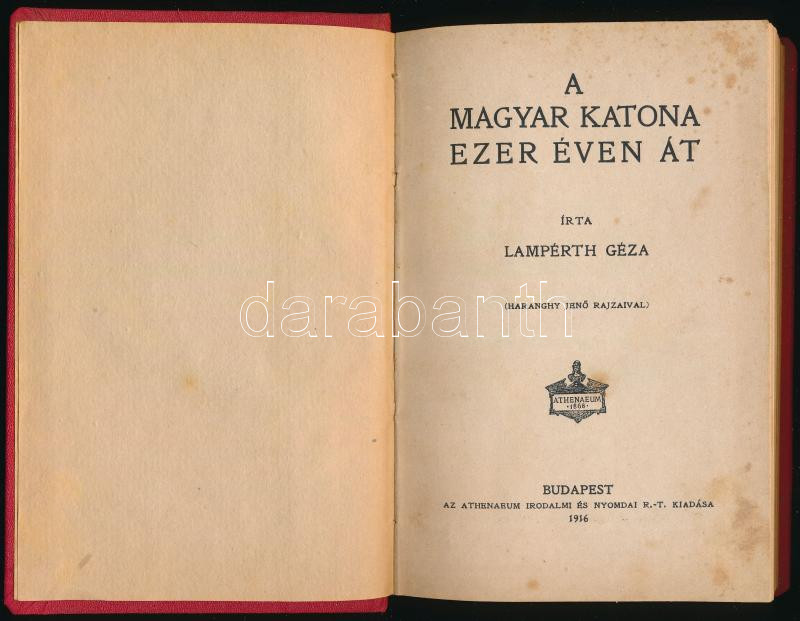 A
MAGYAR KATONA
EZER ÉVEN ÁT
ÍRTA
LAMPÉRTH GÉZA
(HARANGHY JENŐ RAJZAIVAL)
darabanth
ATHENAEUM
·1868·
BUDAPEST
AZ ATHENAEUM IRODALMI ÉS NYOMDAI R.-T. KIADÁSA
1916